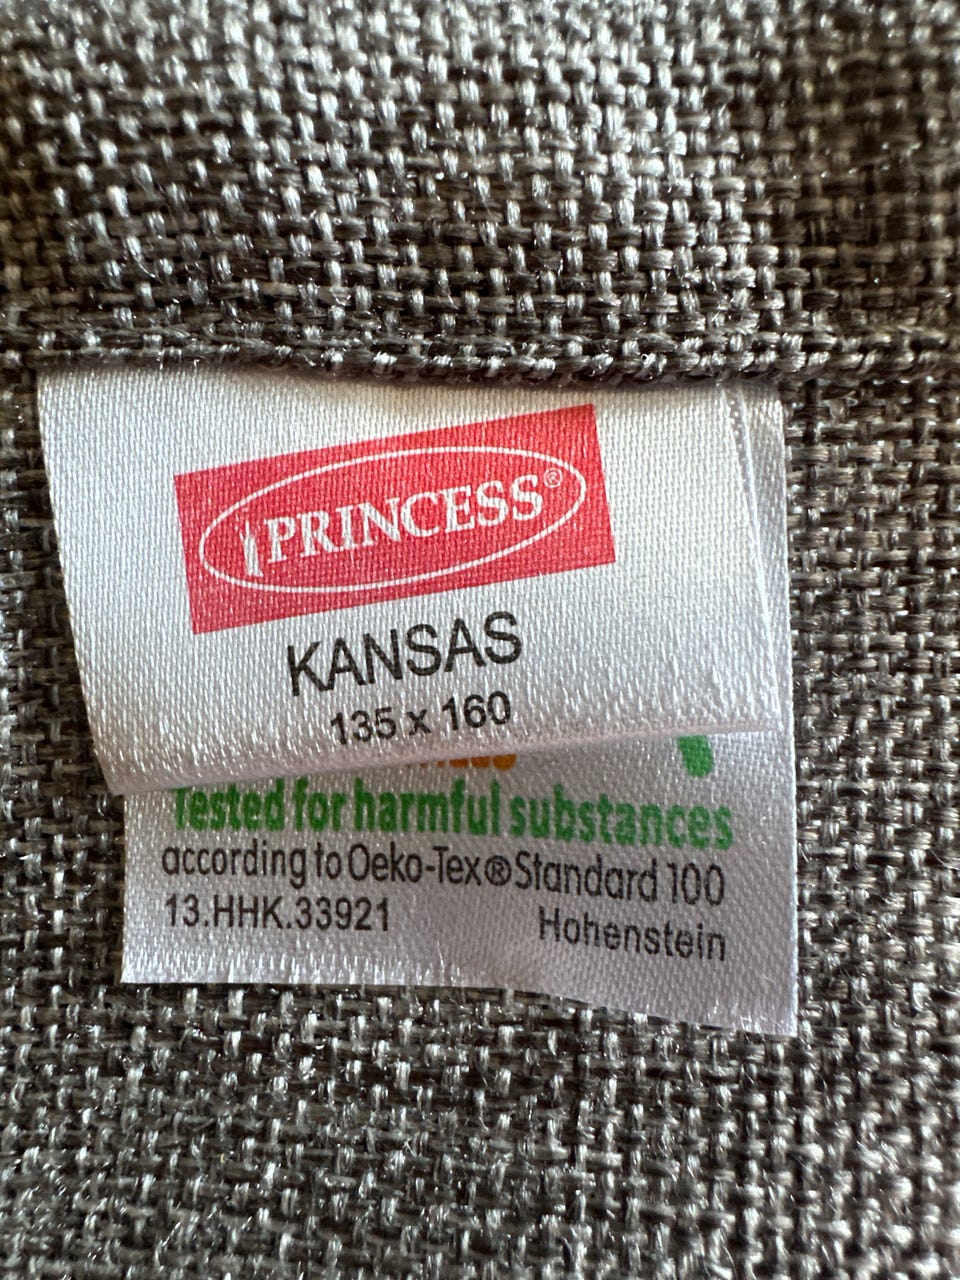 PRINCESS®
KANSAS
135 x 160
Tested for harmful substances
according to Oeko-Tex® Standard 100
13.HHK.33921
Hohenstein